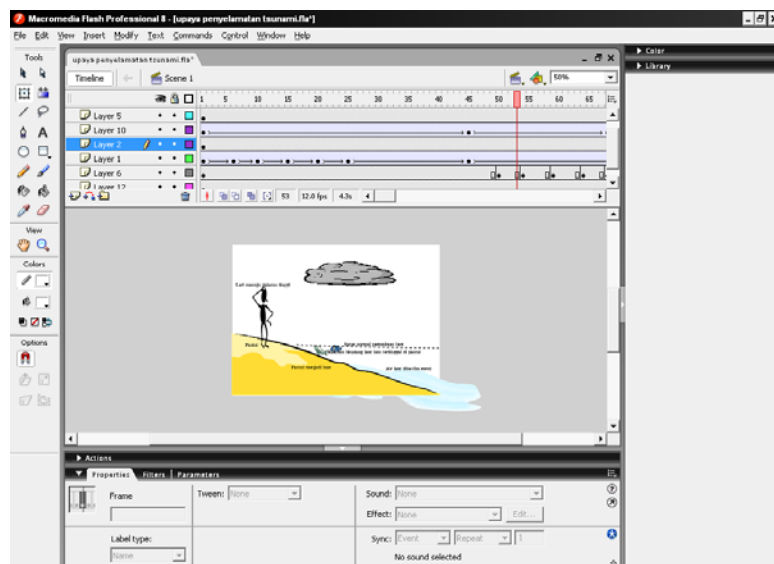 Macromedia Flash Professional 8 - [upaya penyelamatan tsunami.fla*]
File Edit View Insert Modify Text Commands Control Window Help
Tools
View
Colors
Options
upaya penyelamatan tsunami.fla*
Timeline Scene 1 50%
1 5 10 15 20 25 30 35 40 45 50 55 60 65
Layer 5
Layer 10
Layer 2
Layer 1
Layer 6
Layer 12
53 12.0 fps 4.3s
Color
Library
Pantai
Actions
Properties Filters Parameters
Frame
Tween: None
Sound: None
Effect: None Edit...
Label type:
Name
Sync: Event Repeat 1
No sound selected